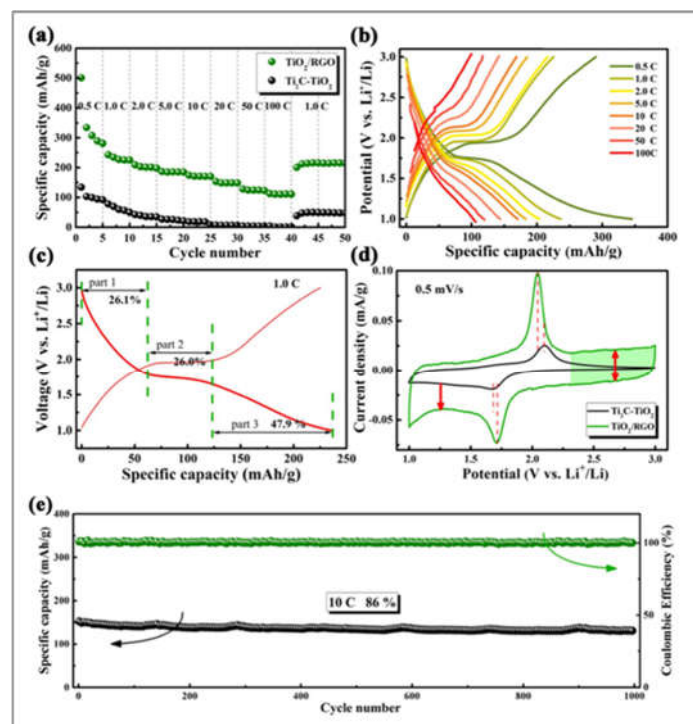 (a)
600
500
400
300
200
100
0
Specific capacity (mAh/g)
TiO₂/RGO
Ti₃C-TiO₂
0.5 C 1.0 C 2.0 C 5.0 C 10 C 20 C 50 C 100 C 1.0 C
0 5 10 15 20 25 30 35 40 45 50
Cycle number
(b)
3.0
2.5
2.0
1.5
1.0
Potential (V vs. Li⁺/Li)
0.5 C
1.0 C
2.0 C
5.0 C
10 C
20 C
50 C
100C
0 100 200 300 400
Specific capacity (mAh/g)
(c)
3.0
2.5
2.0
1.5
1.0
Voltage (V vs. Li⁺/Li)
part 1
26.1%
1.0 C
part 2
26.0%
part 3
47.9 %
0 50 100 150 200 250
Specific capacity (mAh/g)
(d)
0.10
0.05
0.00
-0.05
Current density (mA/g)
0.5 mV/s
Ti₃C-TiO₂
TiO₂/RGO
1.0 1.5 2.0 2.5 3.0
Potential (V vs. Li⁺/Li)
(e)
400
300
200
100
0
Specific capacity (mAh/g)
10 C 86 %
100
50
0
Coulombic Efficiency (%)
0 200 400 600 800 1000
Cycle number